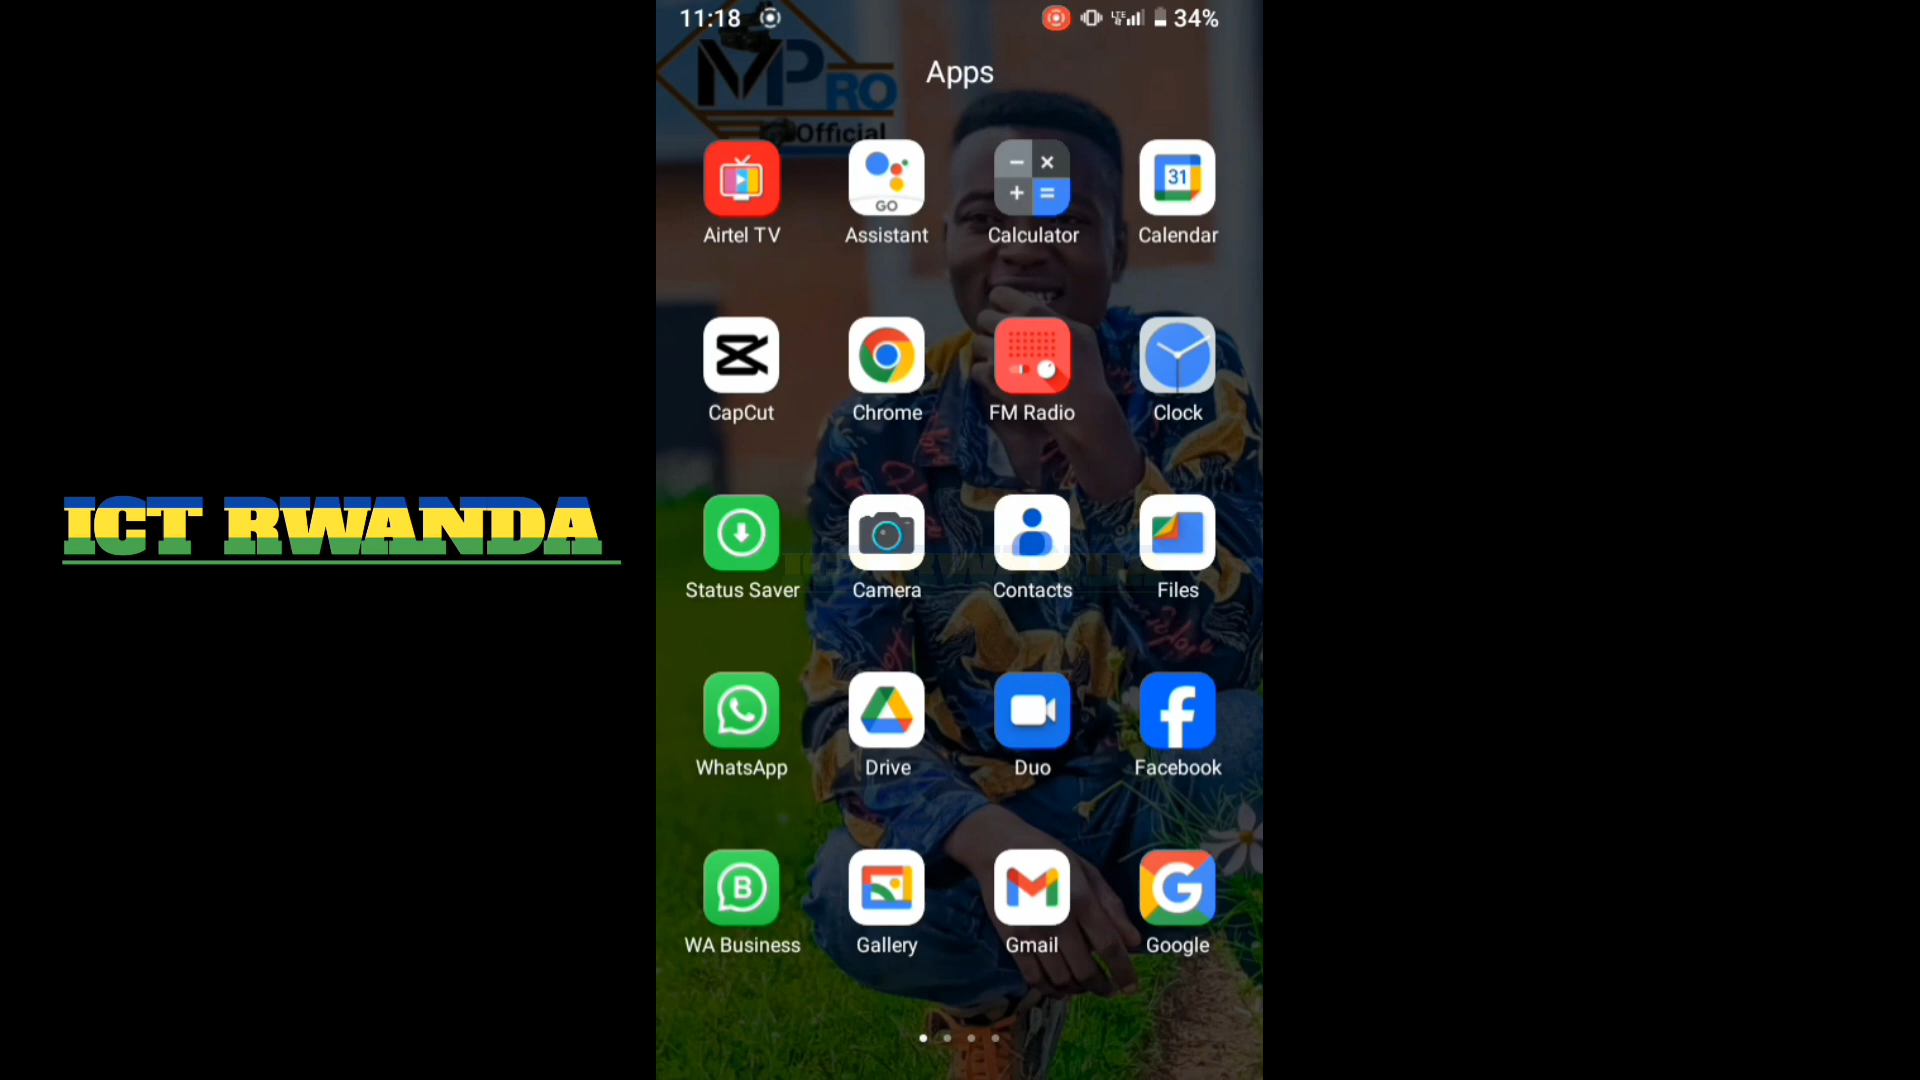 11:18
LTE
34%
MPRO
Official
Apps
GO
31
Airtel TV
Assistant
Calculator
Calendar
CapCut
Chrome
FM Radio
Clock
ICT RWANDA
Status Saver
Camera
Contacts
Files
WhatsApp
Drive
Duo
Facebook
B
WA Business
Gallery
Gmail
Google